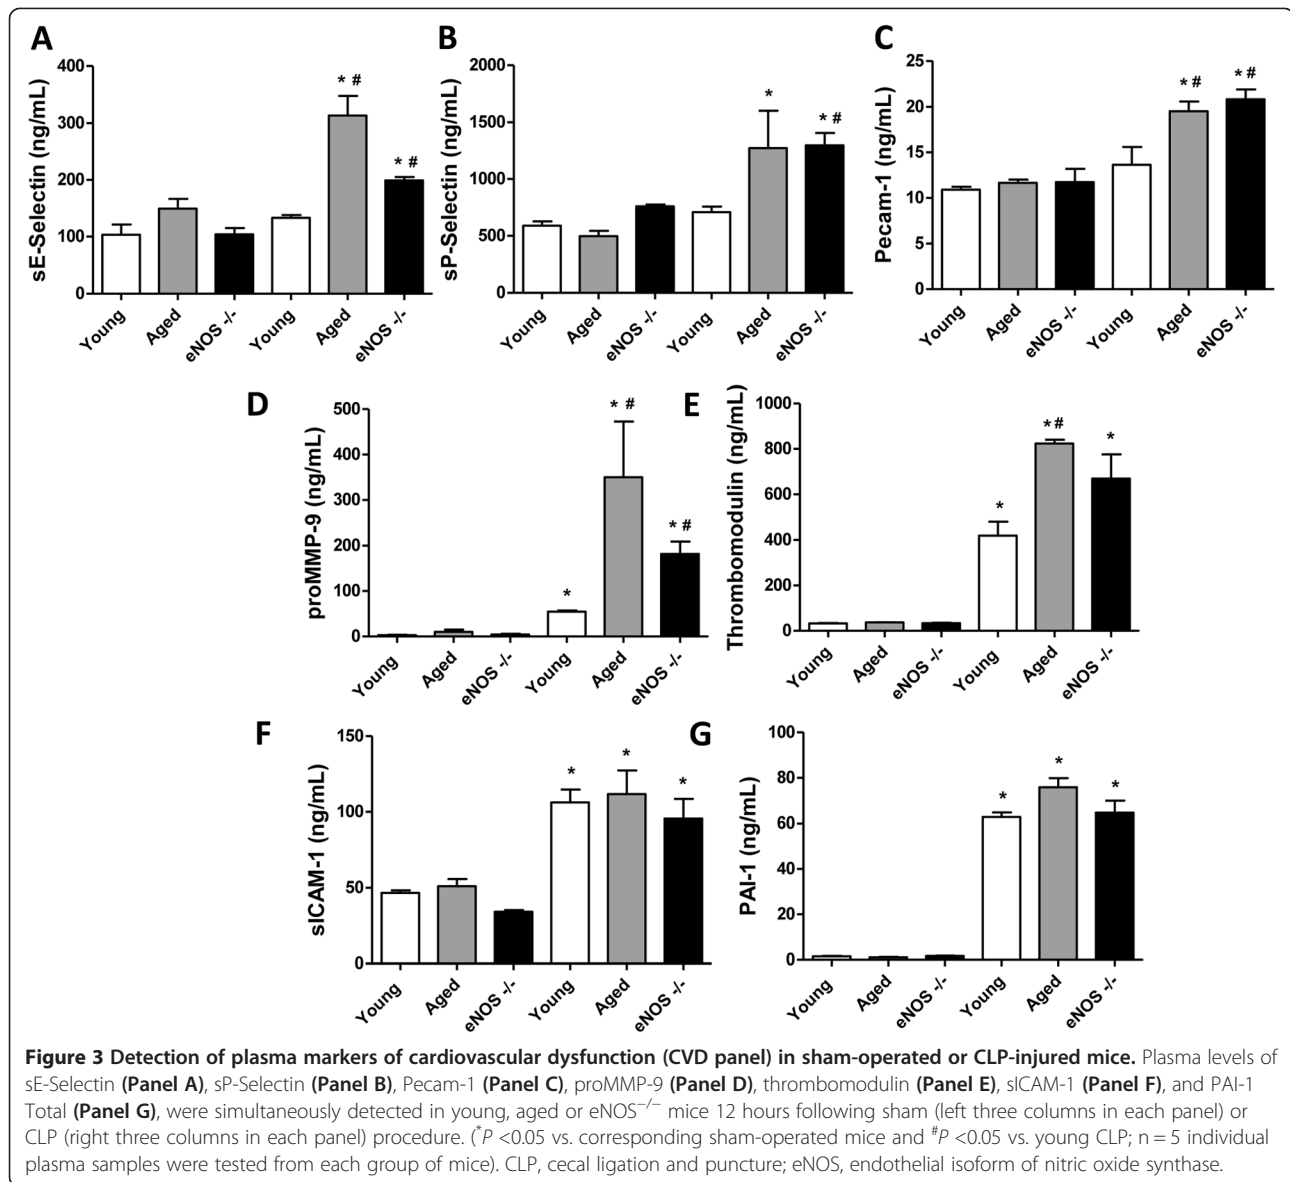 A
sE-Selectin (ng/mL)
400
300
200
100
0
* #
* #
Young
Aged
eNOS -/-
Young
Aged
eNOS -/-
B
sP-Selectin (ng/mL)
2000
1500
1000
500
0
*
* #
Young
Aged
eNOS -/-
Young
Aged
eNOS -/-
C
Pecam-1 (ng/mL)
25
20
15
10
5
0
* #
* #
Young
Aged
eNOS -/-
Young
Aged
eNOS -/-
D
proMMP-9 (ng/mL)
500
400
300
200
100
0
*
* #
* #
Young
Aged
eNOS -/-
Young
Aged
eNOS -/-
E
Thrombomodulin (ng/mL)
1000
800
600
400
200
0
*
* #
*
Young
Aged
eNOS -/-
Young
Aged
eNOS -/-
F
sICAM-1 (ng/mL)
150
100
50
0
*
*
*
Young
Aged
eNOS -/-
Young
Aged
eNOS -/-
G
PAI-1 (ng/mL)
100
80
60
40
20
0
*
*
*
Young
Aged
eNOS -/-
Young
Aged
eNOS -/-
Figure 3 Detection of plasma markers of cardiovascular dysfunction (CVD panel) in sham-operated or CLP-injured mice. Plasma levels of
sE-Selectin (Panel A), sP-Selectin (Panel B), Pecam-1 (Panel C), proMMP-9 (Panel D), thrombomodulin (Panel E), sICAM-1 (Panel F), and PAI-1
Total (Panel G), were simultaneously detected in young, aged or eNOS−/− mice 12 hours following sham (left three columns in each panel) or
CLP (right three columns in each panel) procedure. (*P <0.05 vs. corresponding sham-operated mice and #P <0.05 vs. young CLP; n = 5 individual
plasma samples were tested from each group of mice). CLP, cecal ligation and puncture; eNOS, endothelial isoform of nitric oxide synthase.